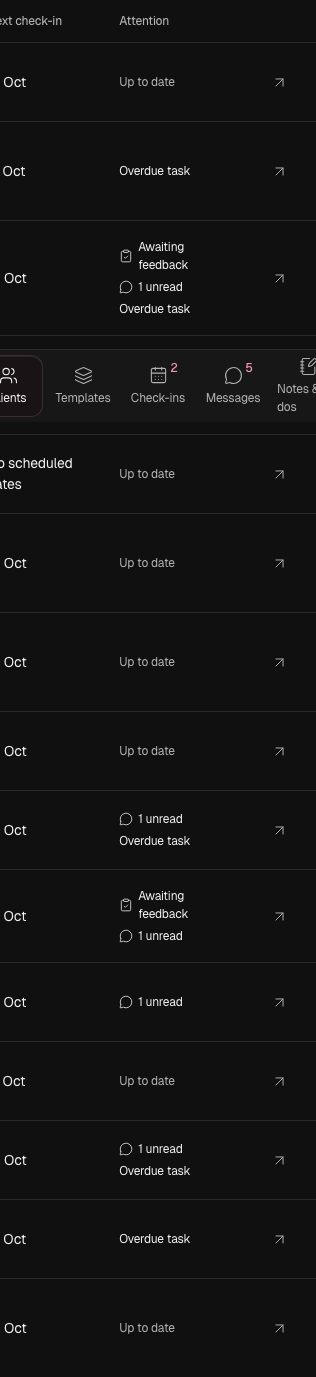 ext check-in Attention
Oct Up to date
Oct Overdue task
Awaiting
feedback
Oct 1 unread
Overdue task
2 5
ients Templates Check-ins Messages Notes &
dos
o scheduled
ates Up to date
Oct Up to date
Oct Up to date
Oct Up to date
1 unread
Oct
Overdue task
Awaiting
feedback
Oct
1 unread
Oct 1 unread
Oct Up to date
1 unread
Oct
Overdue task
Oct Overdue task
Oct Up to date